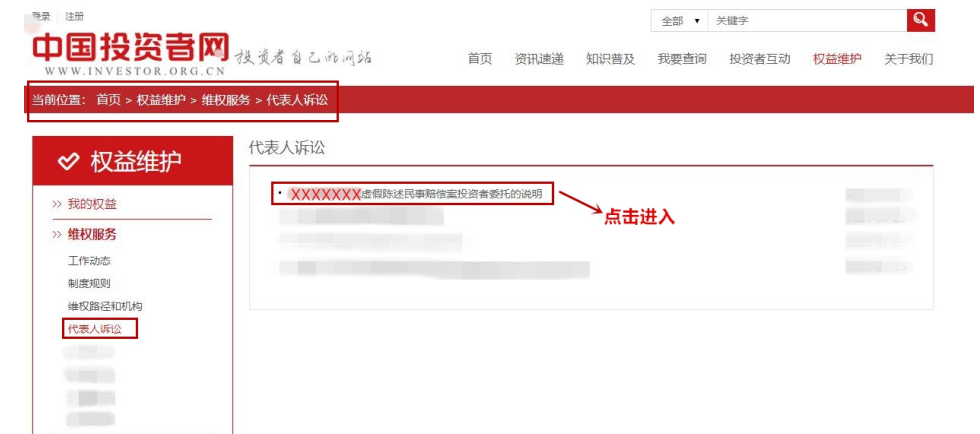 登录 注册
全部 ▼ 关键字
中国投资者网 投资者自己的网站
WWW.INVESTOR.ORG.CN
首页 资讯速递 知识普及 我要查询 投资者互动 权益维护 关于我们
当前位置： 首页 > 权益维护 > 维权服务 > 代表人诉讼
权益维护
>> 我的权益
>> 维权服务
工作动态
制度规则
维权路径和机构
代表人诉讼
代表人诉讼
· XXXXXXX虚假陈述民事赔偿案投资者委托的说明
点击进入